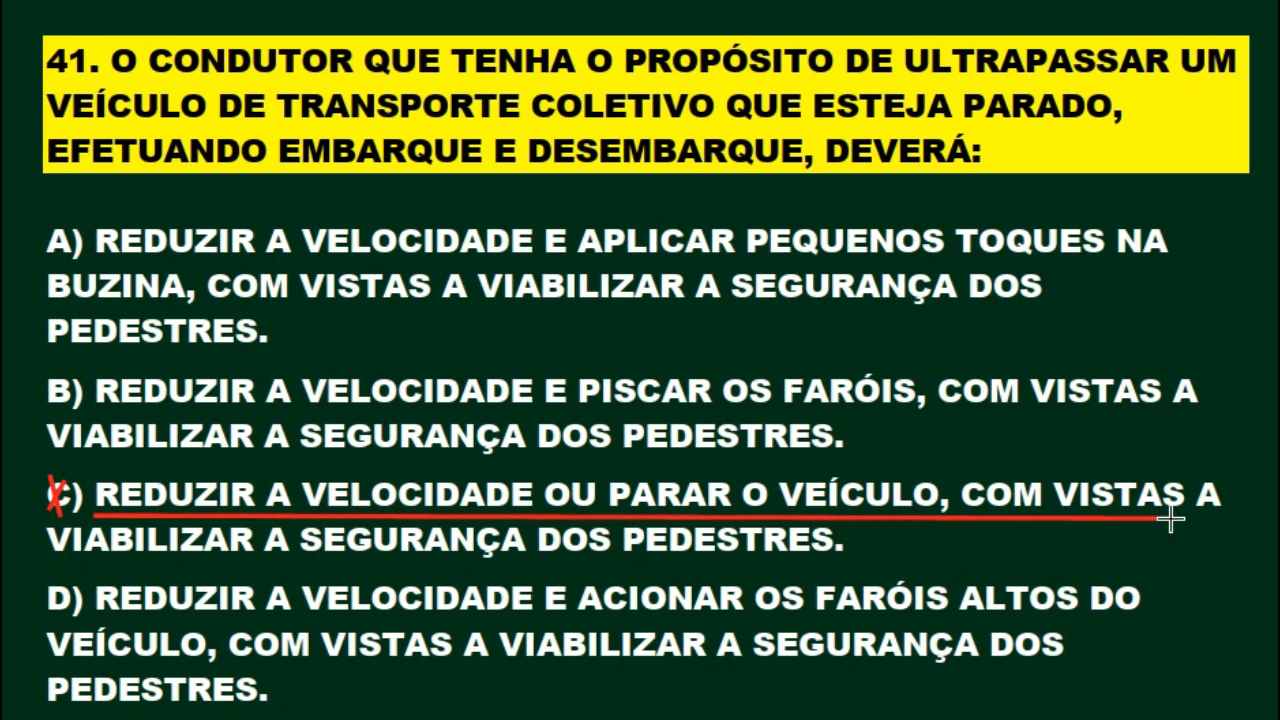 41. O CONDUTOR QUE TENHA O PROPÓSITO DE ULTRAPASSAR UM
VEÍCULO DE TRANSPORTE COLETIVO QUE ESTEJA PARADO,
EFETUANDO EMBARQUE E DESEMBARQUE, DEVERÁ:
A) REDUZIR A VELOCIDADE E APLICAR PEQUENOS TOQUES NA
BUZINA, COM VISTAS A VIABILIZAR A SEGURANÇA DOS
PEDESTRES.
B) REDUZIR A VELOCIDADE E PISCAR OS FARÓIS, COM VISTAS A
VIABILIZAR A SEGURANÇA DOS PEDESTRES.
C) REDUZIR A VELOCIDADE OU PARAR O VEÍCULO, COM VISTAS A
VIABILIZAR A SEGURANÇA DOS PEDESTRES.
D) REDUZIR A VELOCIDADE E ACIONAR OS FARÓIS ALTOS DO
VEÍCULO, COM VISTAS A VIABILIZAR A SEGURANÇA DOS
PEDESTRES.